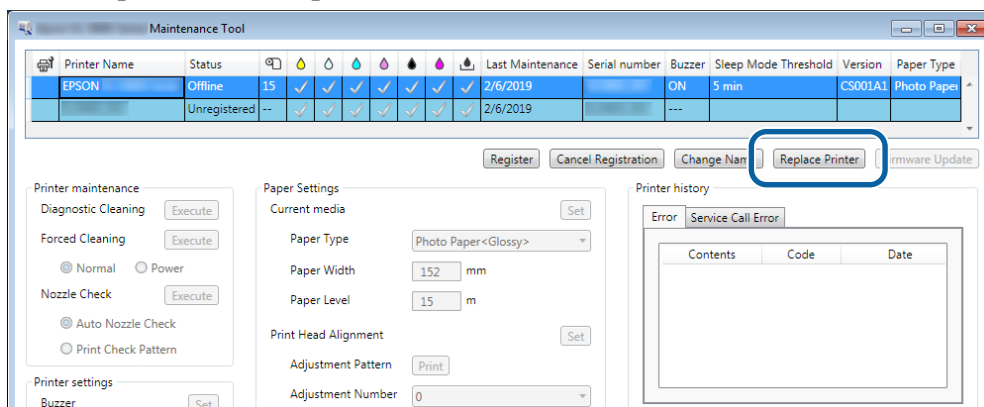 Maintenance Tool
Printer Name Status Last Maintenance Serial number Buzzer Sleep Mode Threshold Version Paper Type
EPSON Offline 15 2/6/2019 ON 5 min CS001A1 Photo Paper
Unregistered -- 2/6/2019 ---
Register Cancel Registration Change Name Replace Printer Firmware Update
Printer maintenance Paper Settings Printer history
Diagnostic Cleaning Execute Current media Set Error Service Call Error
Forced Cleaning Execute Paper Type Photo Paper<Glossy>
Contents Code Date
Normal Power Paper Width 152 mm
Nozzle Check Execute Paper Level 15 m
Auto Nozzle Check
Print Head Alignment Set
Print Check Pattern
Adjustment Pattern Print
Printer settings
Adjustment Number 0
Buzzer Set